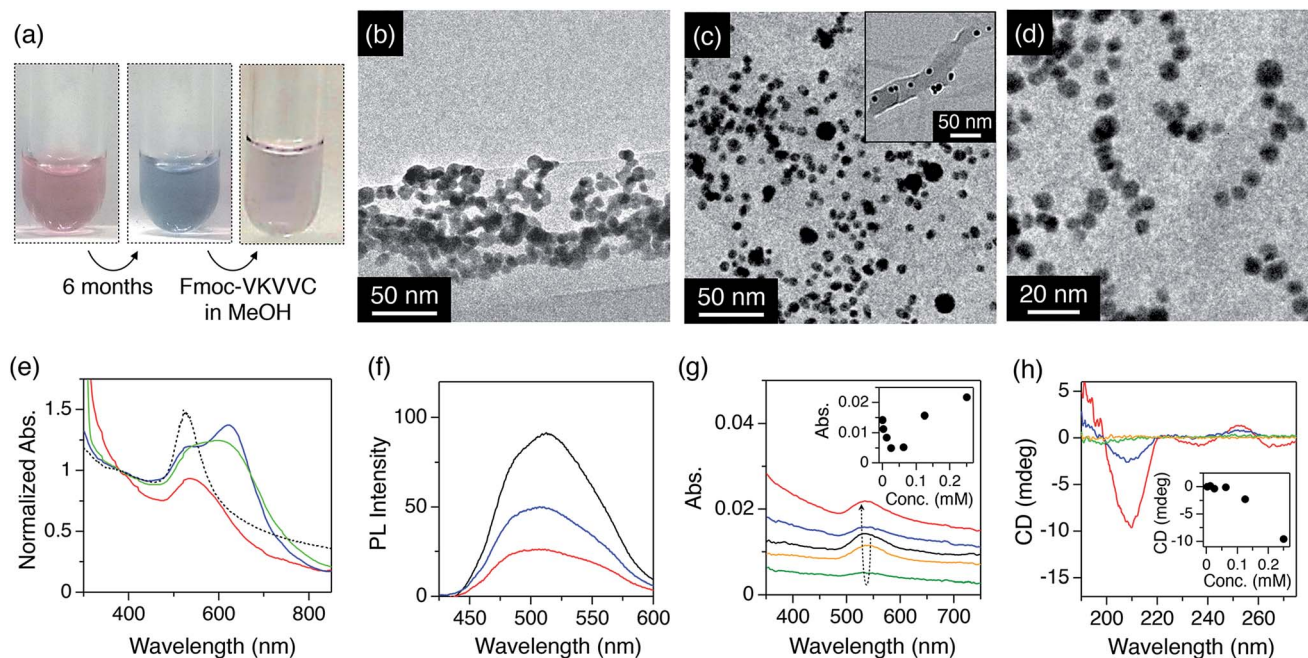 (a)
6 months
Fmoc-VKVVC
in MeOH
(b)
50 nm
(c)
50 nm
50 nm
(d)
20 nm
(e)
Normalized Abs.
1.5
1
0.5
0
400 600 800
Wavelength (nm)
(f)
PL Intensity
100
50
0
450 500 550 600
Wavelength (nm)
(g)
Abs.
0.04
0.02
0
400 500 600 700
Wavelength (nm)
Abs.
0.02
0.01
0
0 0.1 0.2
Conc. (mM)
(h)
CD (mdeg)
5
0
-5
-10
-15
200 220 240 260
Wavelength (nm)
CD (mdeg)
0
-5
-10
0 0.1 0.2
Conc. (mM)